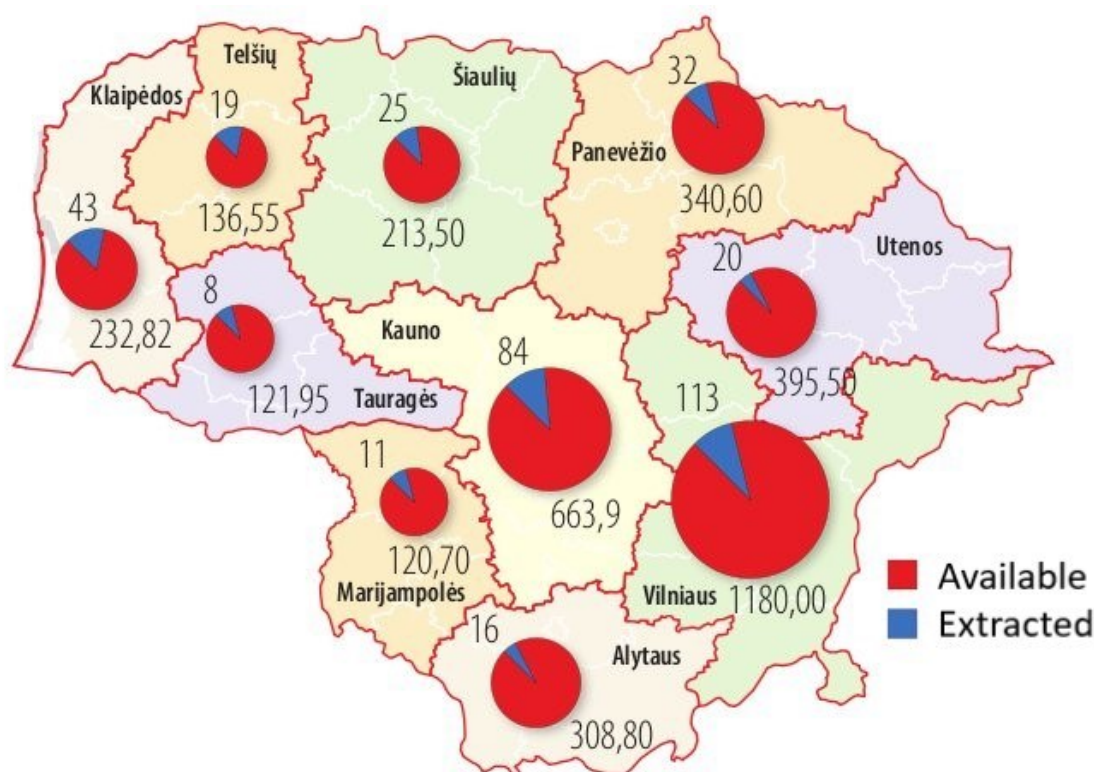 Telšių
Klaipėdos
Šiaulių
Panevėžio
19
25
32
136,55
213,50
340,60
43
232,82
Utenos
20
395,50
8
121,95
Tauragės
Kauno
84
663,9
113
1180,00
Vilniaus
11
120,70
Marijampolės
16
Alytaus
308,80
Available
Extracted